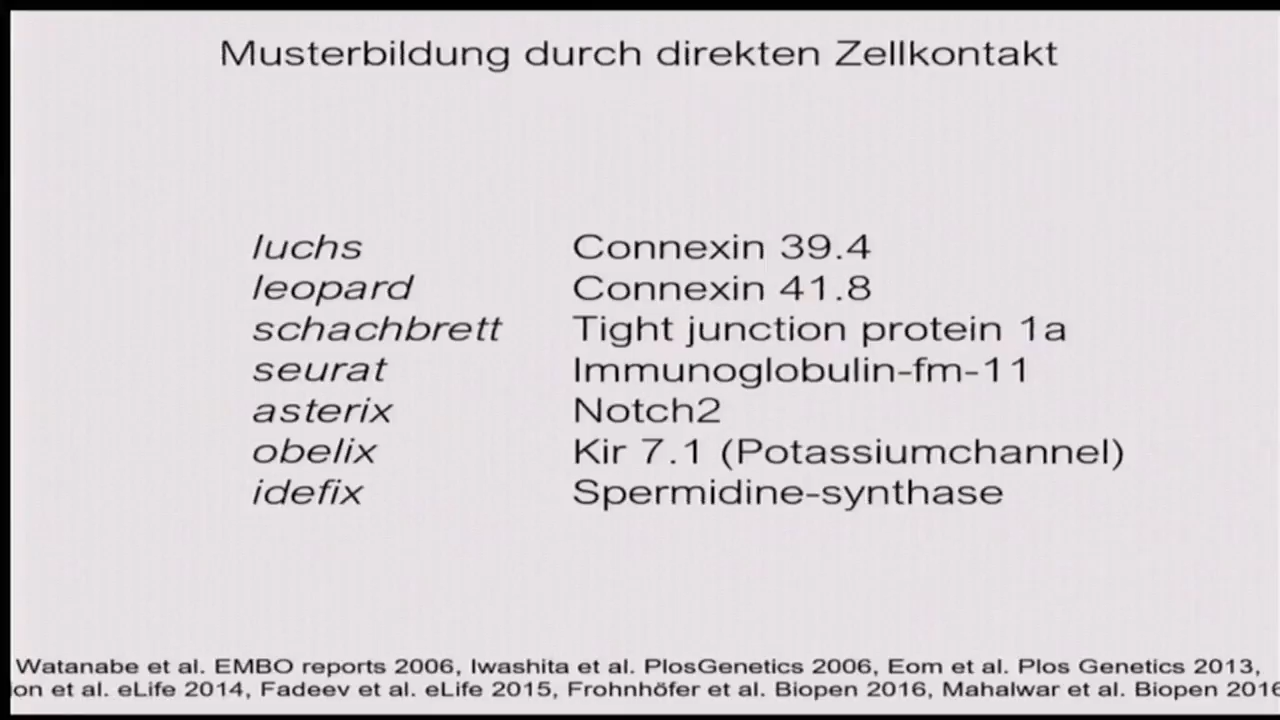 Musterbildung durch direkten Zellkontakt
luchs Connexin 39.4
leopard Connexin 41.8
schachbrett Tight junction protein 1a
seurat Immunoglobulin-fm-11
asterix Notch2
obelix Kir 7.1 (Potassiumchannel)
idefix Spermidine-synthase
Watanabe et al. EMBO reports 2006, Iwashita et al. PlosGenetics 2006, Eom et al. Plos Genetics 2013,
et al. eLife 2014, Fadeev et al. eLife 2015, Frohnhöfer et al. Biopen 2016, Mahalwar et al. Biopen 2016